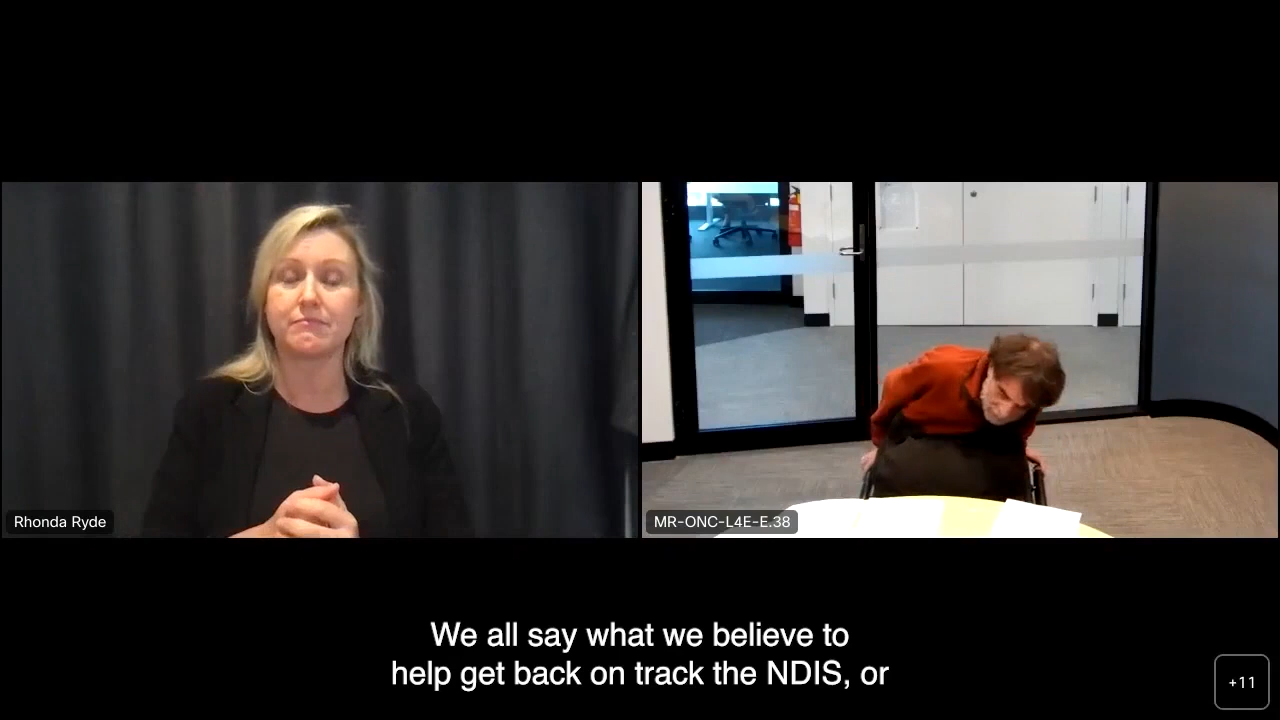 Rhonda Ryde
MR-ONC-L4E-E.38
We all say what we believe to
help get back on track the NDIS, or
+11